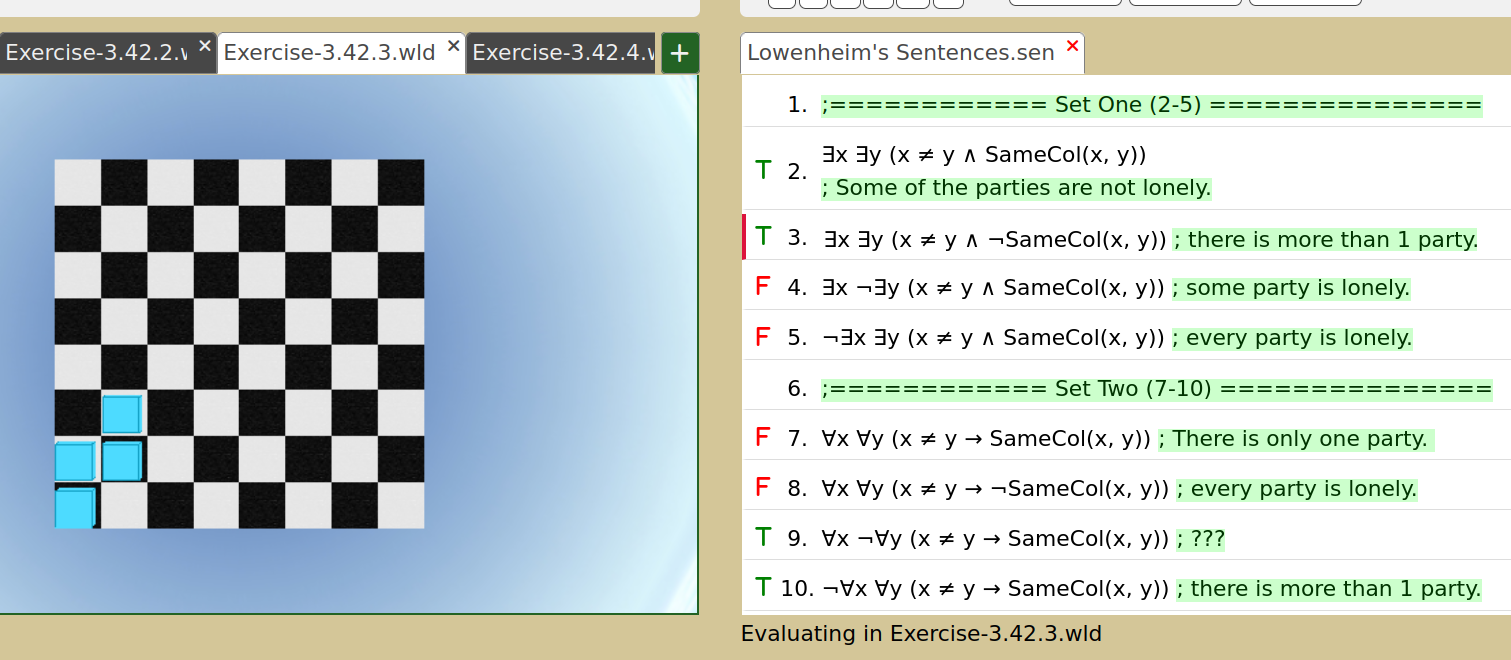 Exercise-3.42.2.w
Exercise-3.42.3.wld
Exercise-3.42.4.w
+
Lowenheim's Sentences.sen
1. ;============ Set One (2-5) ===============
T 2. ∃x ∃y (x ≠ y ∧ SameCol(x, y))
; Some of the parties are not lonely.
T 3. ∃x ∃y (x ≠ y ∧ ¬SameCol(x, y)) ; there is more than 1 party.
F 4. ∃x ¬∃y (x ≠ y ∧ SameCol(x, y)) ; some party is lonely.
F 5. ¬∃x ∃y (x ≠ y ∧ SameCol(x, y)) ; every party is lonely.
6. ;============ Set Two (7-10) ===============
F 7. ∀x ∀y (x ≠ y → SameCol(x, y)) ; There is only one party.
F 8. ∀x ∀y (x ≠ y → ¬SameCol(x, y)) ; every party is lonely.
T 9. ∀x ¬∀y (x ≠ y → SameCol(x, y)) ; ???
T 10. ¬∀x ∀y (x ≠ y → SameCol(x, y)) ; there is more than 1 party.
Evaluating in Exercise-3.42.3.wld